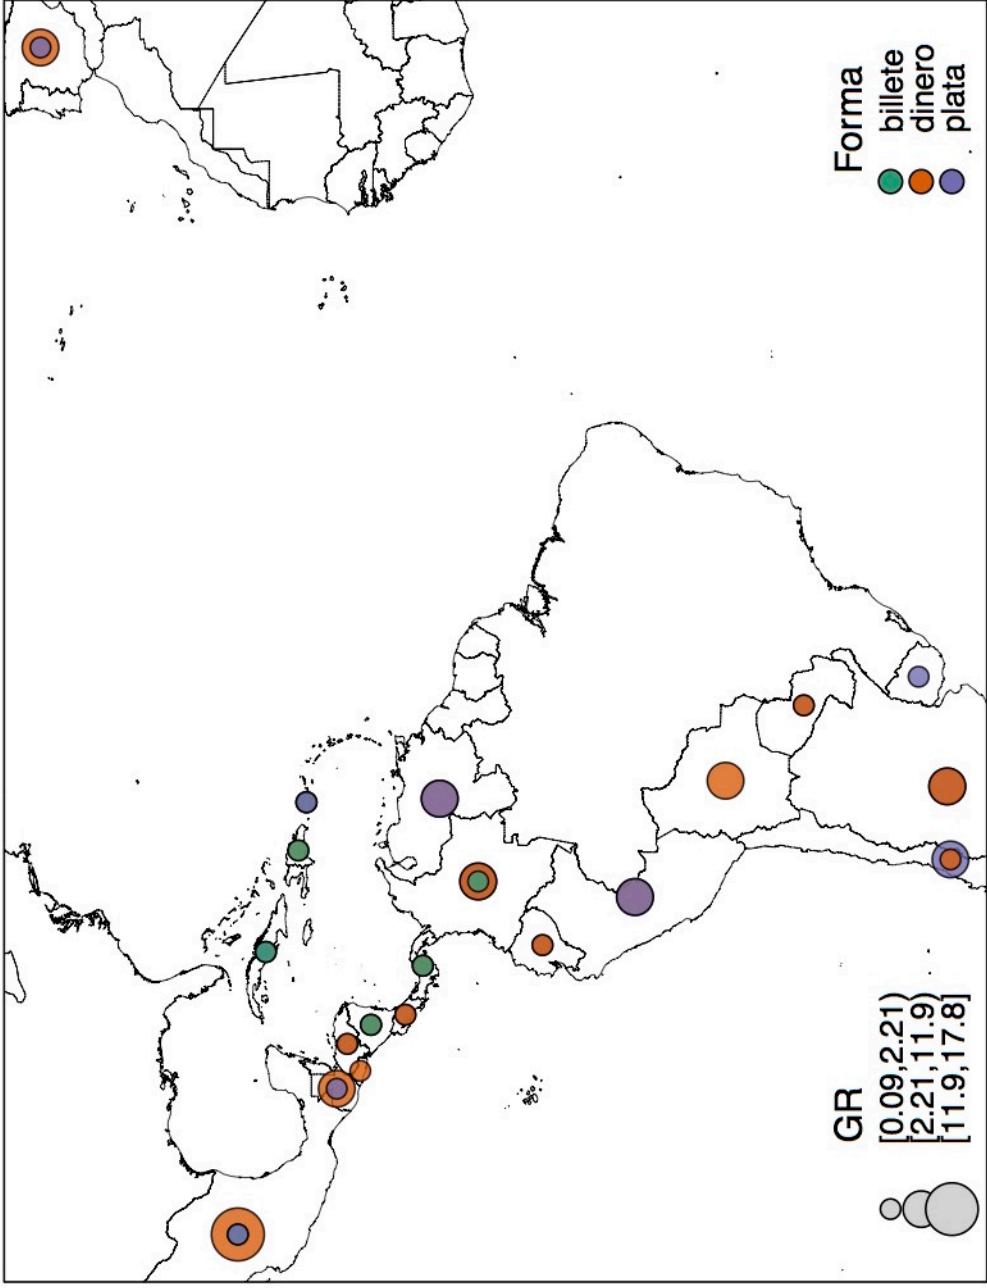 Forma
billete
dinero
plata
GR
[0.09,2.21)
[2.21,11.9)
[11.9,17.8]